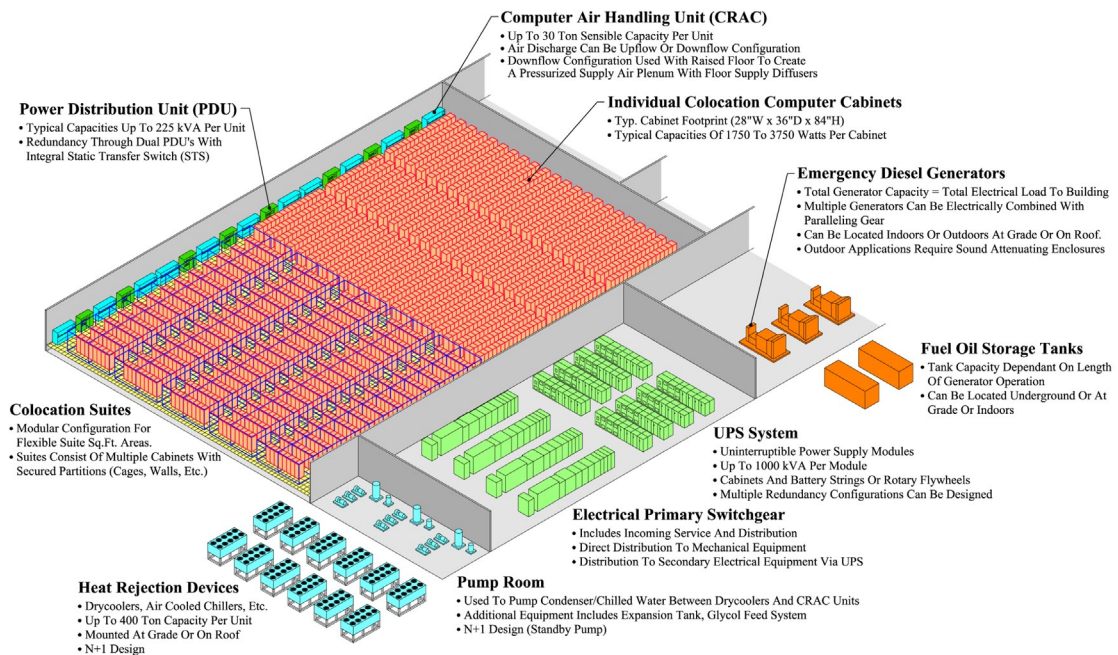 Computer Air Handling Unit (CRAC)
• Up To 30 Ton Sensible Capacity Per Unit
• Air Discharge Can Be Upflow Or Downflow Configuration
• Downflow Configuration Used With Raised Floor To Create
A Pressurized Supply Air Plenum With Floor Supply Diffusers
Power Distribution Unit (PDU)
• Typical Capacities Up To 225 kVA Per Unit
• Redundancy Through Dual PDU's With
Integral Static Transfer Switch (STS)
Individual Colocation Computer Cabinets
• Typ. Cabinet Footprint (28"W x 36"D x 84"H)
• Typical Capacities Of 1750 To 3750 Watts Per Cabinet
Emergency Diesel Generators
• Total Generator Capacity = Total Electrical Load To Building
• Multiple Generators Can Be Electrically Combined With
Paralleling Gear
• Can Be Located Indoors Or Outdoors At Grade Or On Roof.
• Outdoor Applications Require Sound Attenuating Enclosures
Fuel Oil Storage Tanks
• Tank Capacity Dependant On Length
Of Generator Operation
• Can Be Located Underground Or At
Grade Or Indoors
Colocation Suites
• Modular Configuration For
Flexible Suite Sq.Ft. Areas.
• Suites Consist Of Multiple Cabinets With
Secured Partitions (Cages, Walls, Etc.)
UPS System
• Uninterruptible Power Supply Modules
• Up To 1000 kVA Per Module
• Cabinets And Battery Strings Or Rotary Flywheels
• Multiple Redundancy Configurations Can Be Designed
Electrical Primary Switchgear
• Includes Incoming Service And Distribution
• Direct Distribution To Mechanical Equipment
• Distribution To Secondary Electrical Equipment Via UPS
Pump Room
• Used To Pump Condenser/Chilled Water Between Drycoolers And CRAC Units
• Additional Equipment Includes Expansion Tank, Glycol Feed System
• N+1 Design (Standby Pump)
Heat Rejection Devices
• Drycoolers, Air Cooled Chillers, Etc.
• Up To 400 Ton Capacity Per Unit
• Mounted At Grade Or On Roof
• N+1 Design